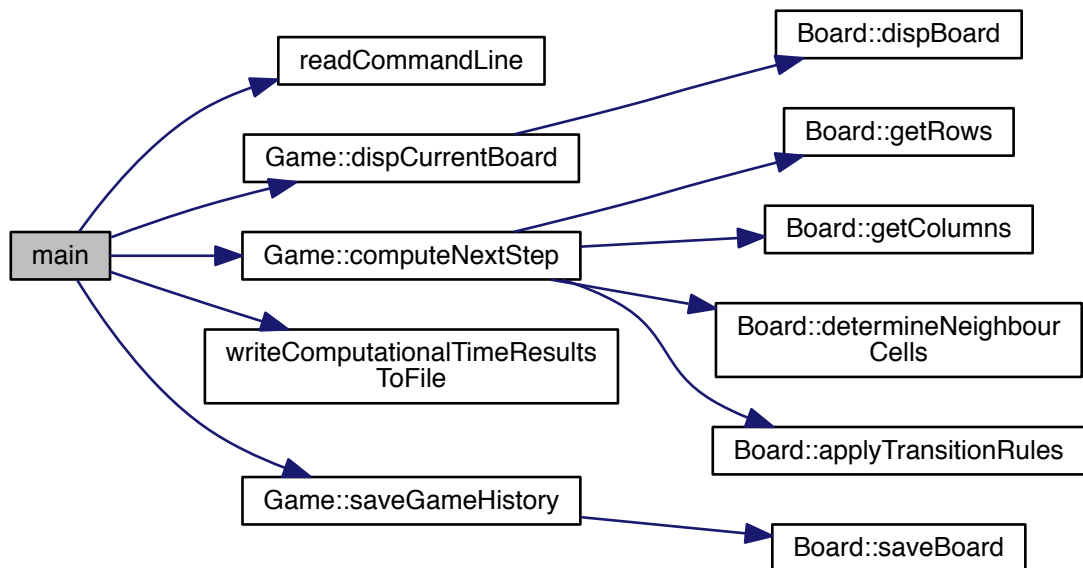 main
readCommandLine
Game::dispCurrentBoard
Game::computeNextStep
writeComputationalTimeResults
ToFile
Game::saveGameHistory
Board::dispBoard
Board::getRows
Board::getColumns
Board::determineNeighbour
Cells
Board::applyTransitionRules
Board::saveBoard